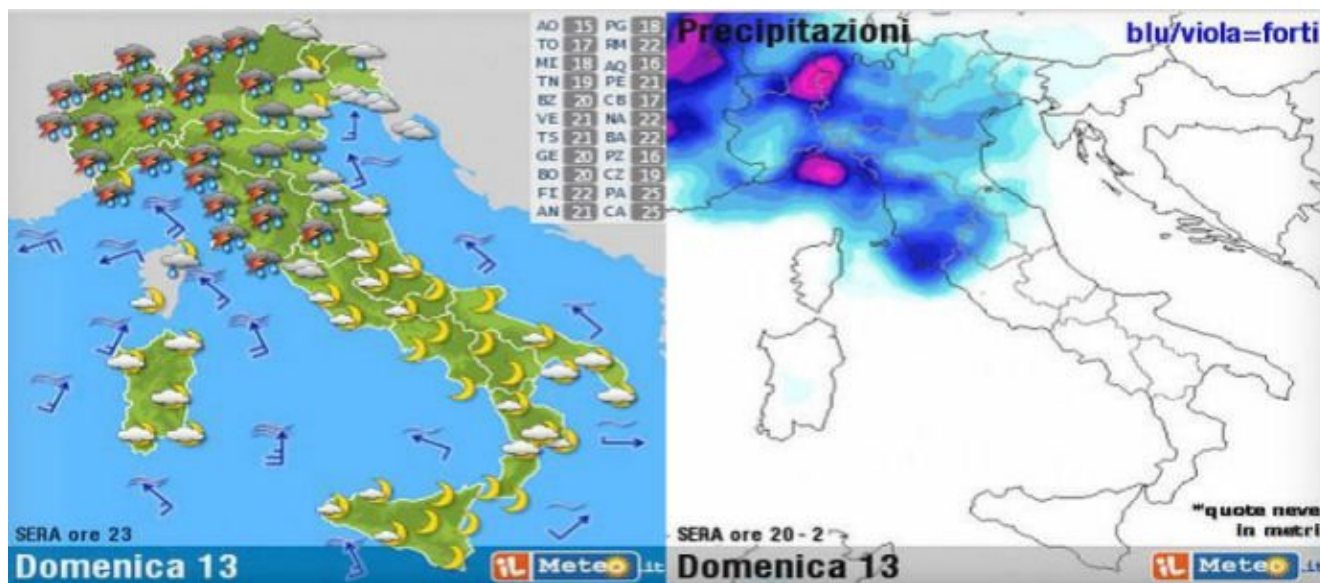 AO 15 PG 18
TO 17 RM 22
MI 18 AQ 16
TN 19 PE 21
BZ 20 CB 17
VE 21 NA 22
TS 21 BA 22
GE 20 PZ 16
BO 20 CZ 19
FI 22 PA 25
AN 21 CA 25
SERA ore 23
Domenica 13
iL Meteo.it
Precipitazioni
blu/viola=forti
*quote neve
in metri
SERA ore 20 - 2
Domenica 13
iL Meteo.it